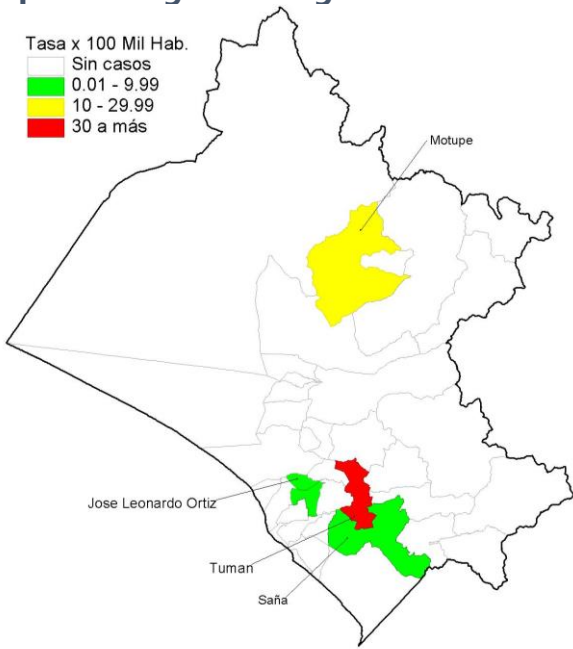 Tasa x 100 Mil Hab.
Sin casos
0.01 - 9.99
10 - 29.99
30 a más
Motupe
Jose Leonardo Ortiz
Tuman
Saña